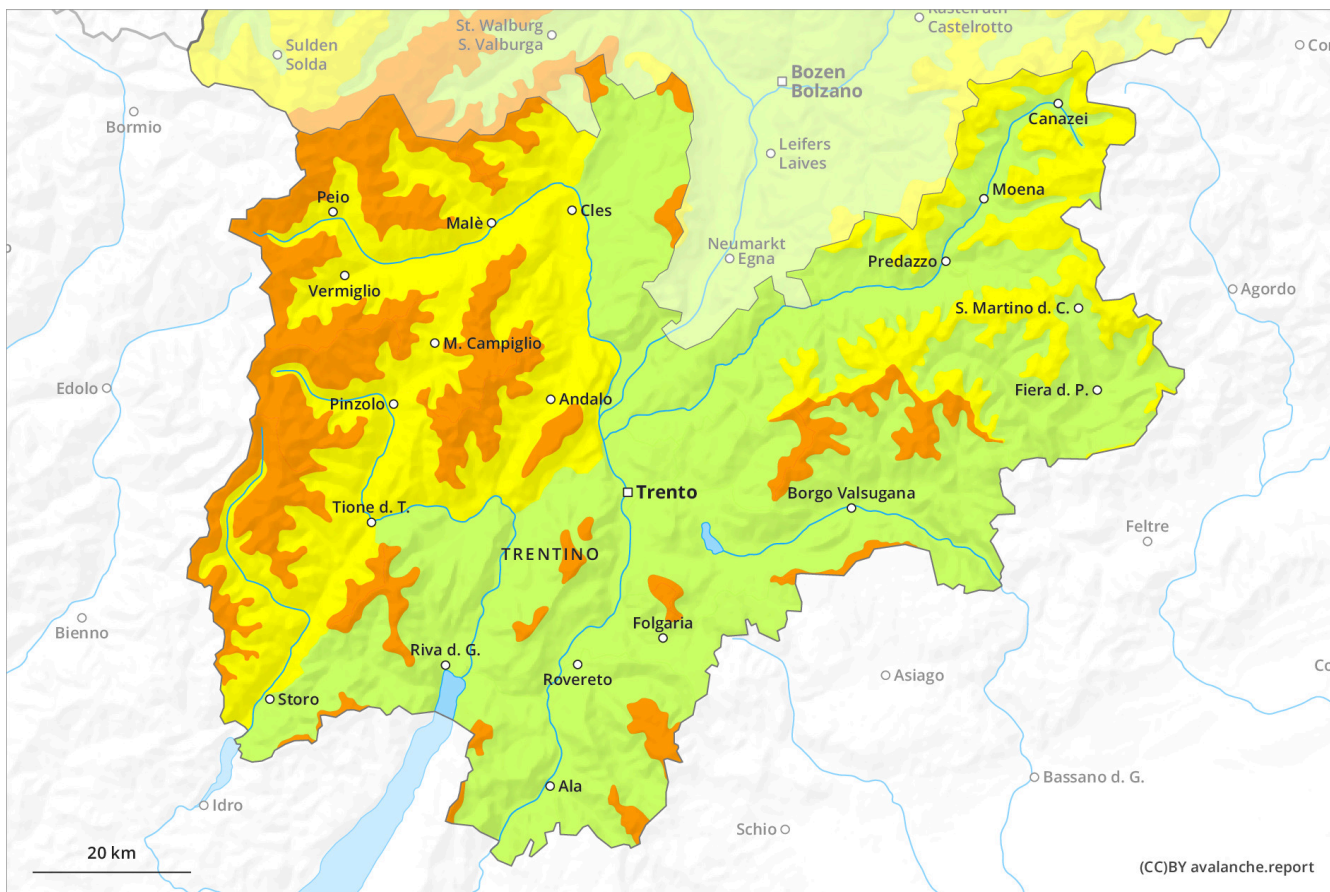 Kastelruth
Castelrotto
St. Walburg
S. Valburga
Sulden
Solda
Bozen
Bolzano
Bormio
Canazei
Leifers
Laives
Moena
Peio
Malè
Cles
Neumarkt
Egna
Predazzo
Vermiglio
Agordo
S. Martino d. C.
M. Campiglio
Edolo
Pinzolo
Andalo
Fiera d. P.
Trento
Borgo Valsugana
Tione d. T.
Feltre
TRENTINO
Bienno
Folgaria
Riva d. G.
Rovereto
Asiago
Storo
Bassano d. G.
Ala
Idro
Schio
20 km
(CC)BY avalanche.report